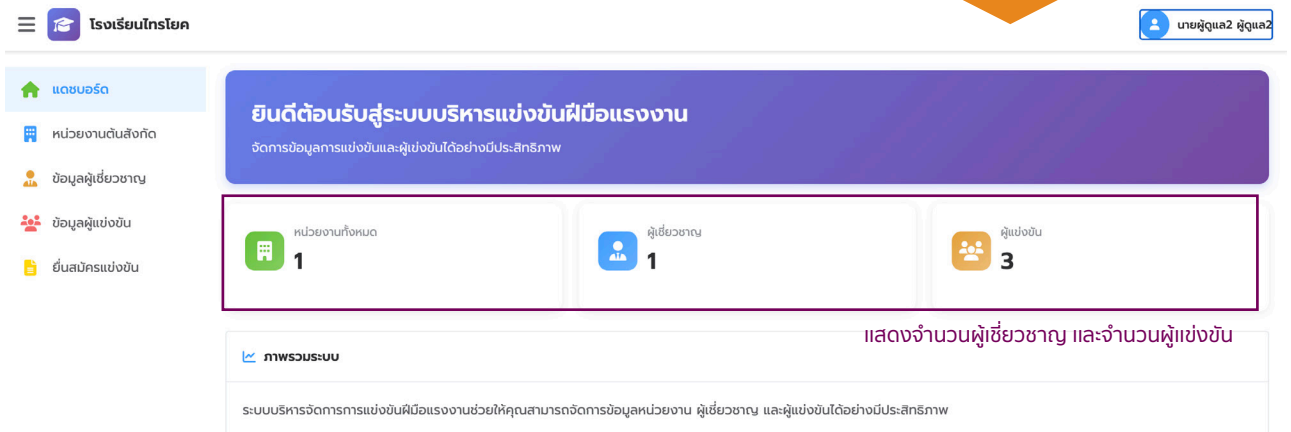 โรงเรียนไทรโยค
นายผู้ดูแล2 ผู้ดูแล2
แดชบอร์ด
หน่วยงานต้นสังกัด
ข้อมูลผู้เชี่ยวชาญ
ข้อมูลผู้แข่งขัน
ยื่นสมัครแข่งขัน
ยินดีต้อนรับสู่ระบบบริหารแข่งขันฝีมือแรงงาน
จัดการข้อมูลการแข่งขันและผู้แข่งขันได้อย่างมีประสิทธิภาพ
หน่วยงานทั้งหมด
1
ผู้เชี่ยวชาญ
1
ผู้แข่งขัน
3
แสดงจำนวนผู้เชี่ยวชาญ และจำนวนผู้แข่งขัน
ภาพรวมระบบ
ระบบบริหารจัดการการแข่งขันฝีมือแรงงานช่วยให้คุณสามารถจัดการข้อมูลหน่วยงาน ผู้เชี่ยวชาญ และผู้แข่งขันได้อย่างมีประสิทธิภาพ